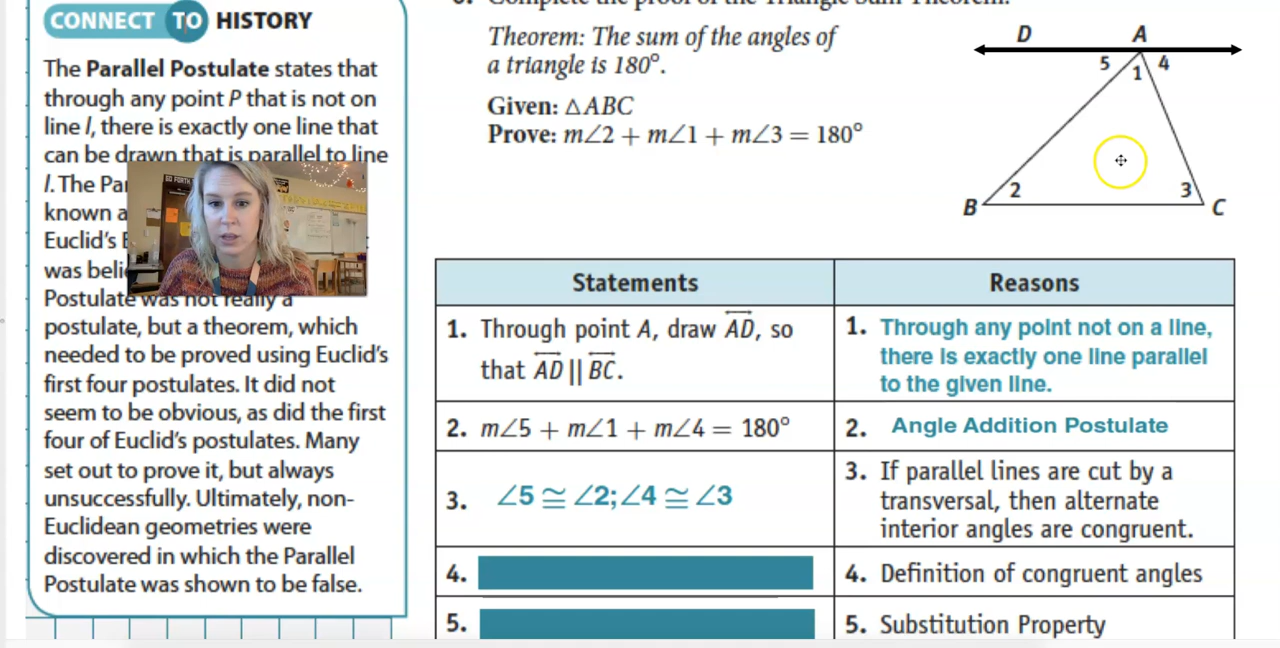 CONNECT TO HISTORY
The Parallel Postulate states that
through any point P that is not on
line l, there is exactly one line that
can be drawn that is parallel to line
l. The Par
known a
Euclid's
was beli
Postulate was not really a
postulate, but a theorem, which
needed to be proved using Euclid's
first four postulates. It did not
seem to be obvious, as did the first
four of Euclid's postulates. Many
set out to prove it, but always
unsuccessfully. Ultimately, non-
Euclidean geometries were
discovered in which the Parallel
Postulate was shown to be false.
Complete the proof of the Triangle Sum Theorem.
Theorem: The sum of the angles of
a triangle is 180°.
Given: △ABC
Prove: m∠2 + m∠1 + m∠3 = 180°
D A
5 1 4
2 3
B C
Statements Reasons
1. Through point A, draw AD, so
that AD || BC.
1. Through any point not on a line,
there is exactly one line parallel
to the given line.
2. m∠5 + m∠1 + m∠4 = 180°
2. Angle Addition Postulate
3. ∠5 ≅ ∠2; ∠4 ≅ ∠3
3. If parallel lines are cut by a
transversal, then alternate
interior angles are congruent.
4.
4. Definition of congruent angles
5.
5. Substitution Property